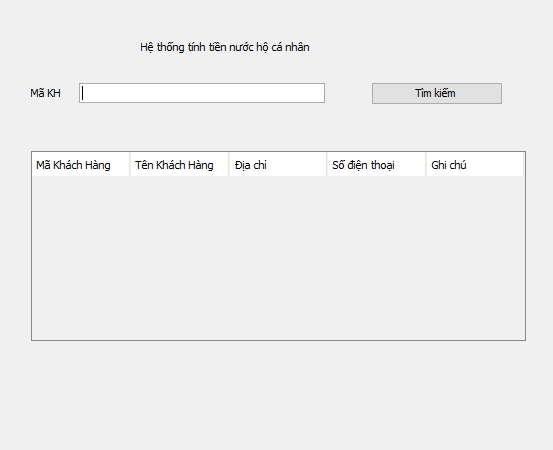 Hệ thống tính tiền nước hộ cá nhân
Mã KH
Tìm kiếm
Mã Khách Hàng Tên Khách Hàng Địa chỉ Số điện thoại Ghi chú